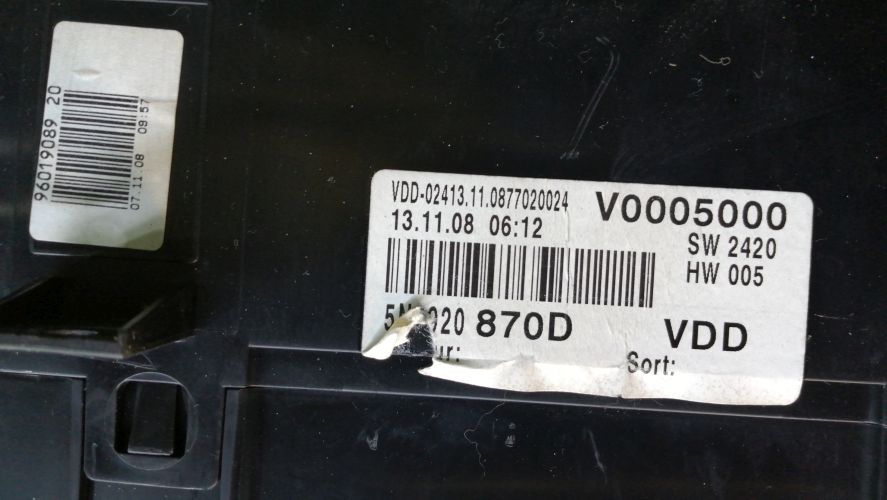 96019089 20
07.11.08 09:57
VDD-02413.11.0877020024 V0005000
13.11.08 06:12 SW 2420
HW 005
870D VDD
Sort: